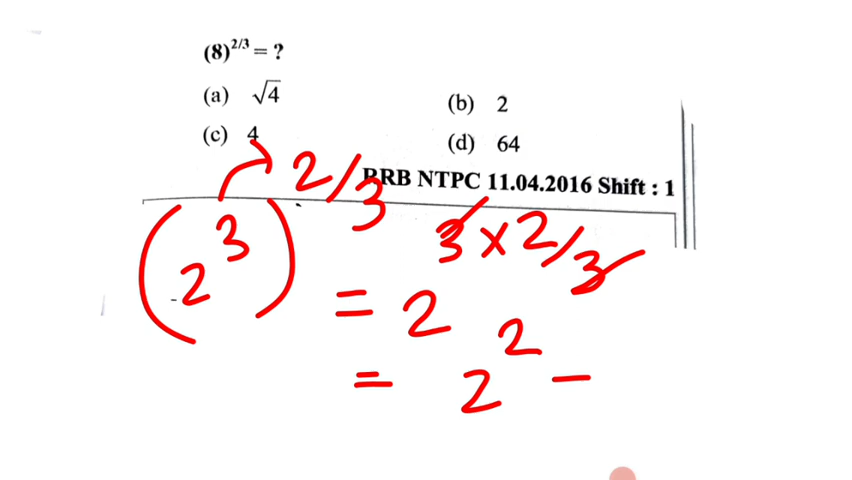 (8)^2/3 = ?
(a) √4
(b) 2
(c) 4
(d) 64
RRB NTPC 11.04.2016 Shift : 1
(2^3)^2/3
= 2^3×2/3
= 2^2 –